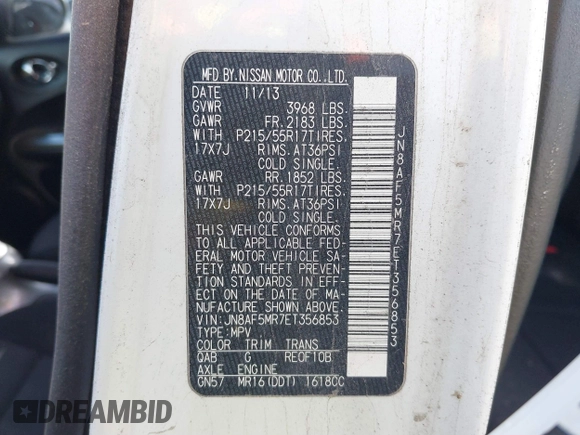 MFD BY.NISSAN MOTOR CO.,LTD.
DATE 11/13
GVWR 3968 LBS.
GAWR FR.2183 LBS.
WITH P215/55R17TIRES.
17X7J RIMS.AT36PSI
COLD SINGLE.
GAWR RR.1852 LBS.
WITH P215/55R17TIRES.
17X7J RIMS.AT36PSI
COLD SINGLE.
THIS VEHICLE CONFORMS
TO ALL APPLICABLE FED-
ERAL MOTOR VEHICLE SA-
FETY AND THEFT PREVEN-
TION STANDARDS IN EFF-
ECT ON THE DATE OF MA-
NUFACTURE SHOWN ABOVE.
VIN:JN8AF5MR7ET356853
TYPE:MPV
COLOR TRIM TRANS
QAB G RE0F10B
AXLE ENGINE
GN57 MR16(DDT) 1618CC
JN8AF5MR7ET356853
DREAMBID